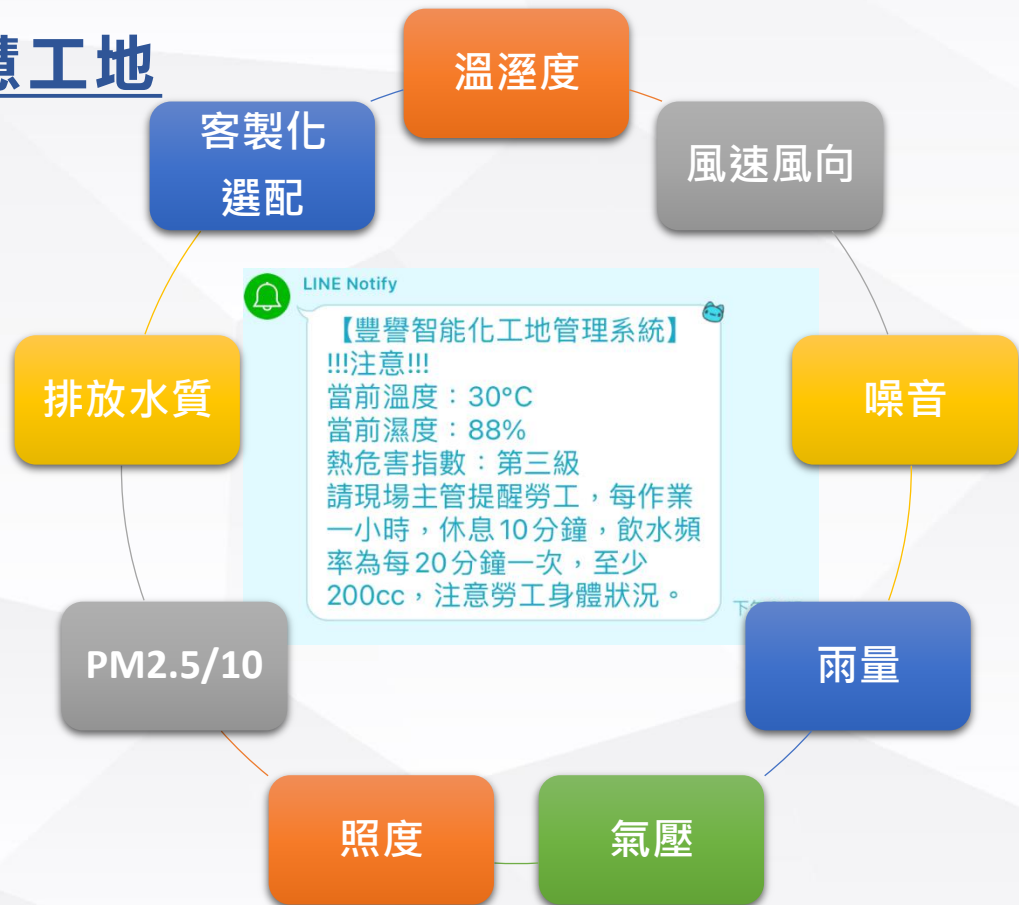 慧工地
溫溼度
客製化
選配
風速風向
LINE Notify
【豐譽智能化工地管理系統】
!!!注意!!!
當前溫度：30°C
當前濕度：88%
熱危害指數：第三級
請現場主管提醒勞工，每作業
一小時，休息10分鐘，飲水頻
率為每20分鐘一次，至少
200cc，注意勞工身體狀況。
排放水質
噪音
PM2.5/10
雨量
照度
氣壓